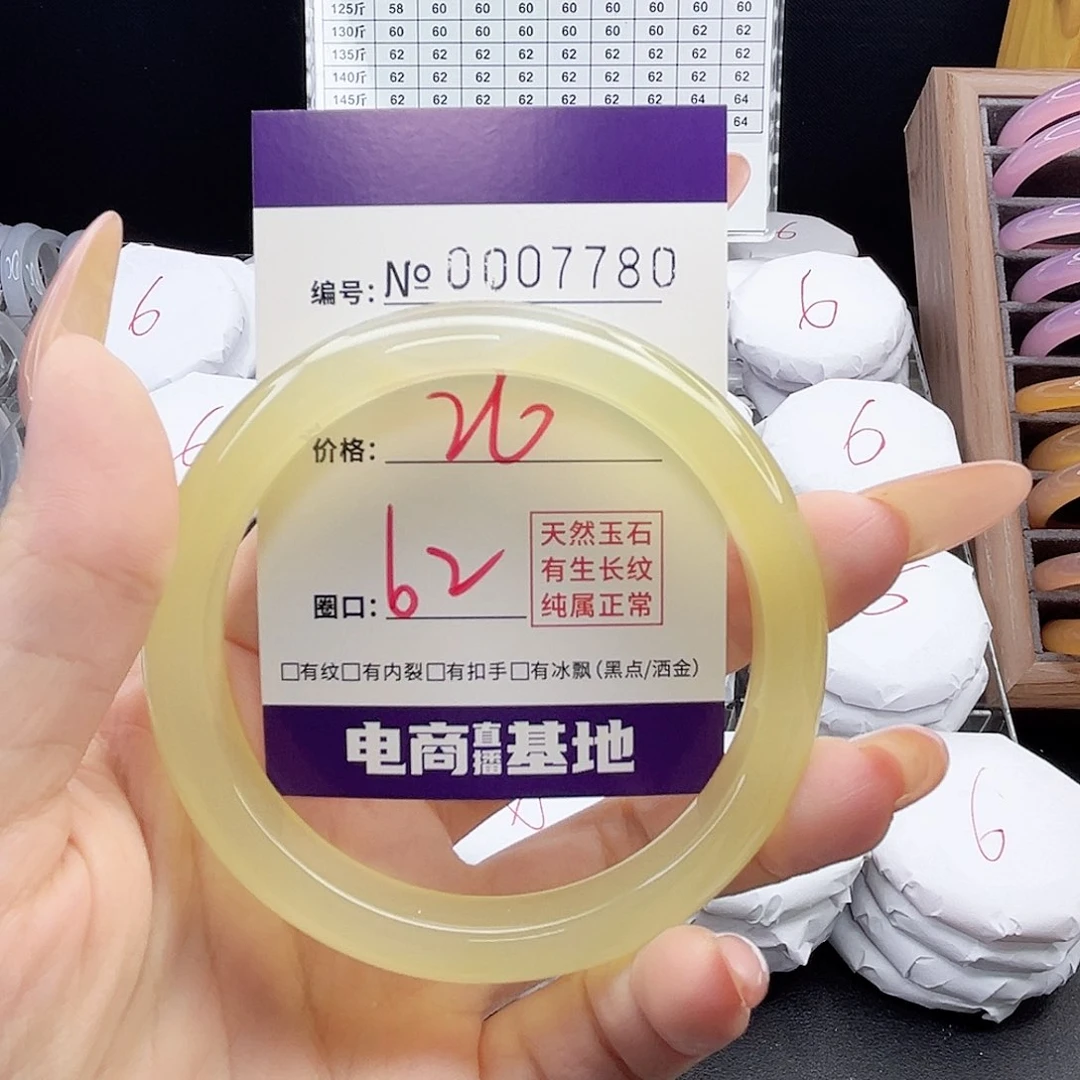 125斤 58 60 60 60 60 60 60 60
130斤 60 60 60 60 60 60 62 62
135斤 62 62 62 62 62 62 62 62
140斤 62 62 62 62 62 62 62 62
145斤 62 62 62 62 62 62 64 64
64
编号: №0007780
价格:
圈口: 62
天然玉石
有生长纹
纯属正常
□有纹□有内裂□有扣手□有冰飘(黑点/洒金)
电商直播基地
6
6
6
6
6